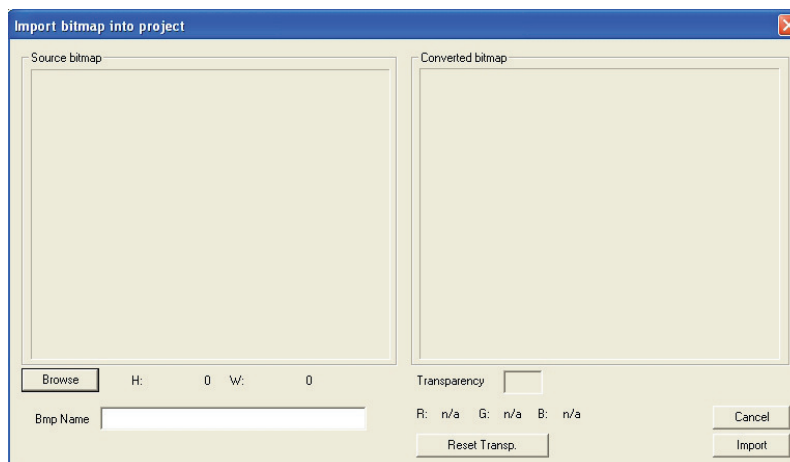 Import bitmap into project
Source bitmap
Converted bitmap
Browse H: 0 W: 0
Transparency
Bmp Name
R: n/a G: n/a B: n/a
Cancel
Reset Transp.
Import